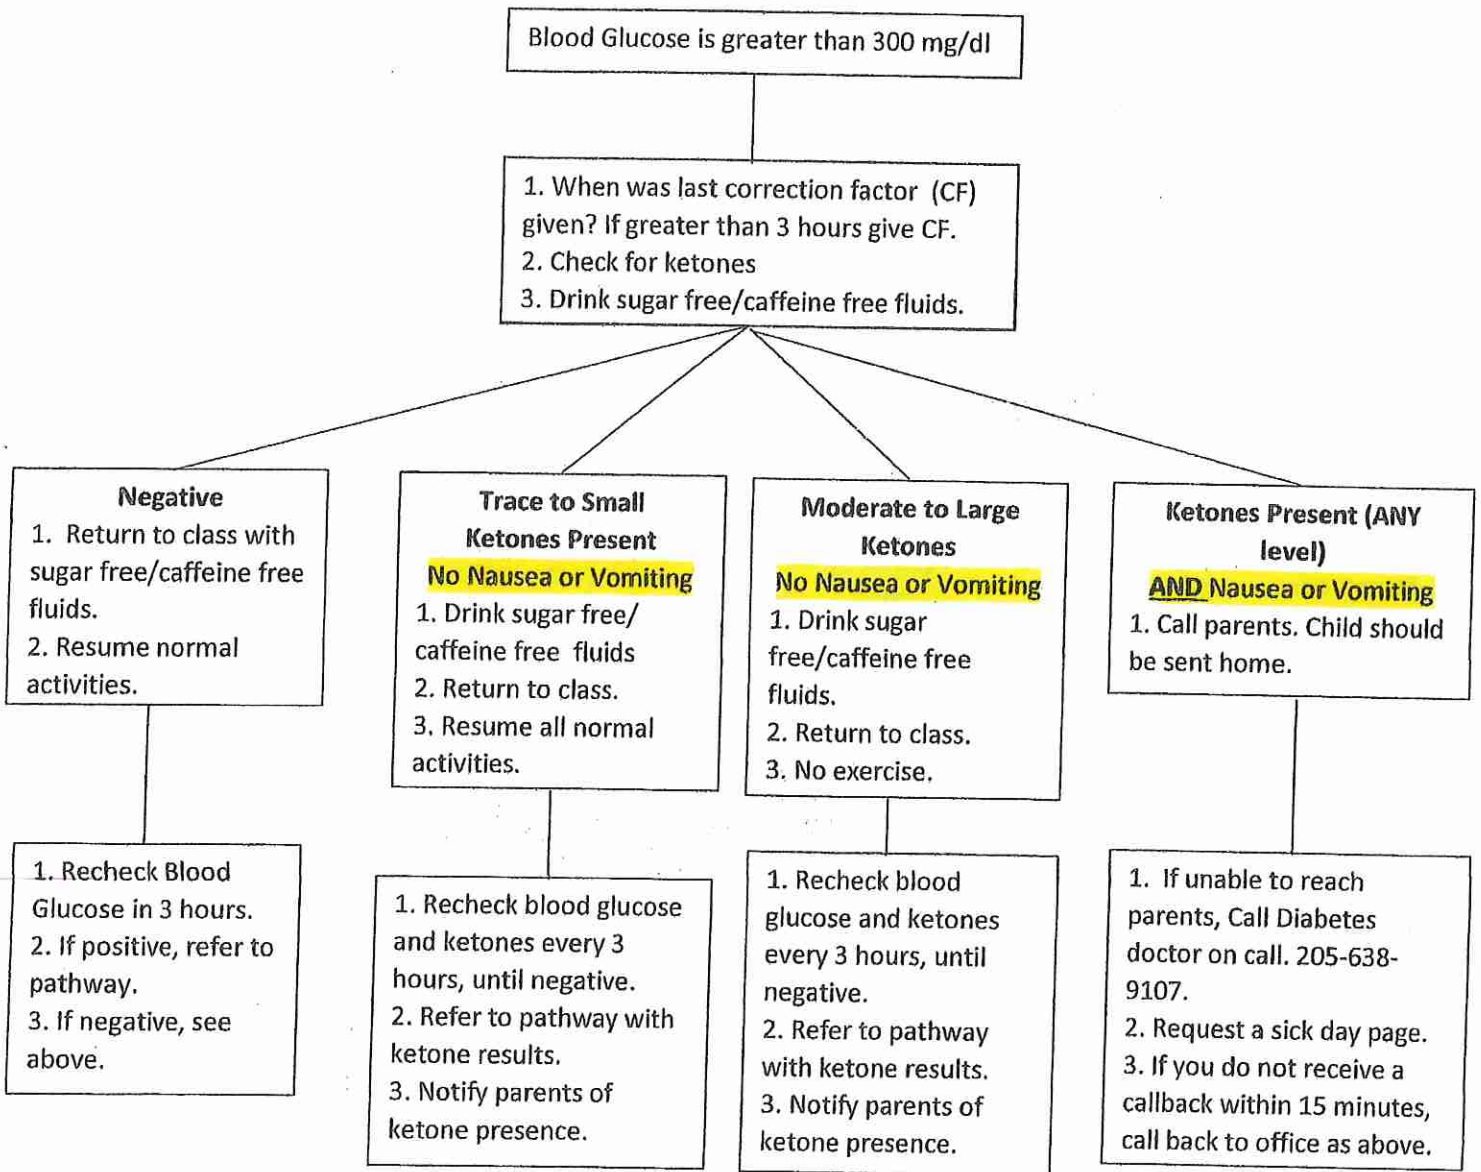 Blood Glucose is greater than 300 mg/dl
1. When was last correction factor (CF)
given? If greater than 3 hours give CF.
2. Check for ketones
3. Drink sugar free/caffeine free fluids.
Negative
1. Return to class with
sugar free/caffeine free
fluids.
2. Resume normal
activities.
Trace to Small
Ketones Present
No Nausea or Vomiting
1. Drink sugar free/
caffeine free fluids
2. Return to class.
3. Resume all normal
activities.
Moderate to Large
Ketones
No Nausea or Vomiting
1. Drink sugar
free/caffeine free
fluids.
2. Return to class.
3. No exercise.
Ketones Present (ANY
level)
AND Nausea or Vomiting
1. Call parents. Child should
be sent home.
1. Recheck Blood
Glucose in 3 hours.
2. If positive, refer to
pathway.
3. If negative, see
above.
1. Recheck blood glucose
and ketones every 3
hours, until negative.
2. Refer to pathway with
ketone results.
3. Notify parents of
ketone presence.
1. Recheck blood
glucose and ketones
every 3 hours, until
negative.
2. Refer to pathway
with ketone results.
3. Notify parents of
ketone presence.
1. If unable to reach
parents, Call Diabetes
doctor on call. 205-638-
9107.
2. Request a sick day page.
3. If you do not receive a
callback within 15 minutes,
call back to office as above.